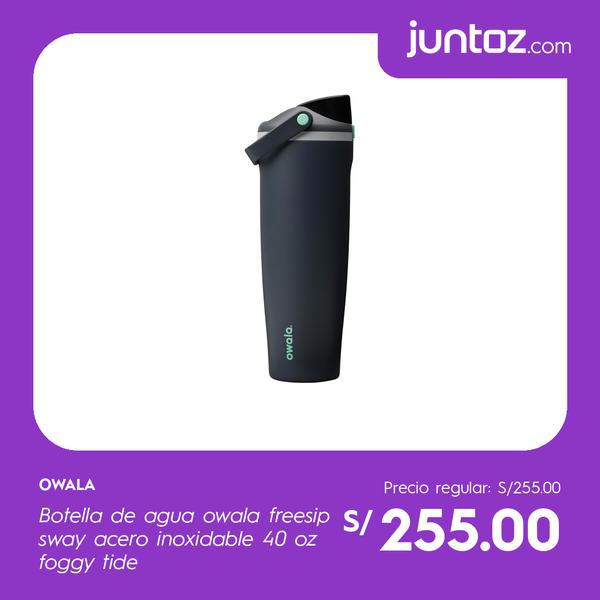 juntoz.com
owala.
OWALA
Botella de agua owala freesip
sway acero inoxidable 40 oz
foggy tide
Precio regular: S/255.00
S/ 255.00